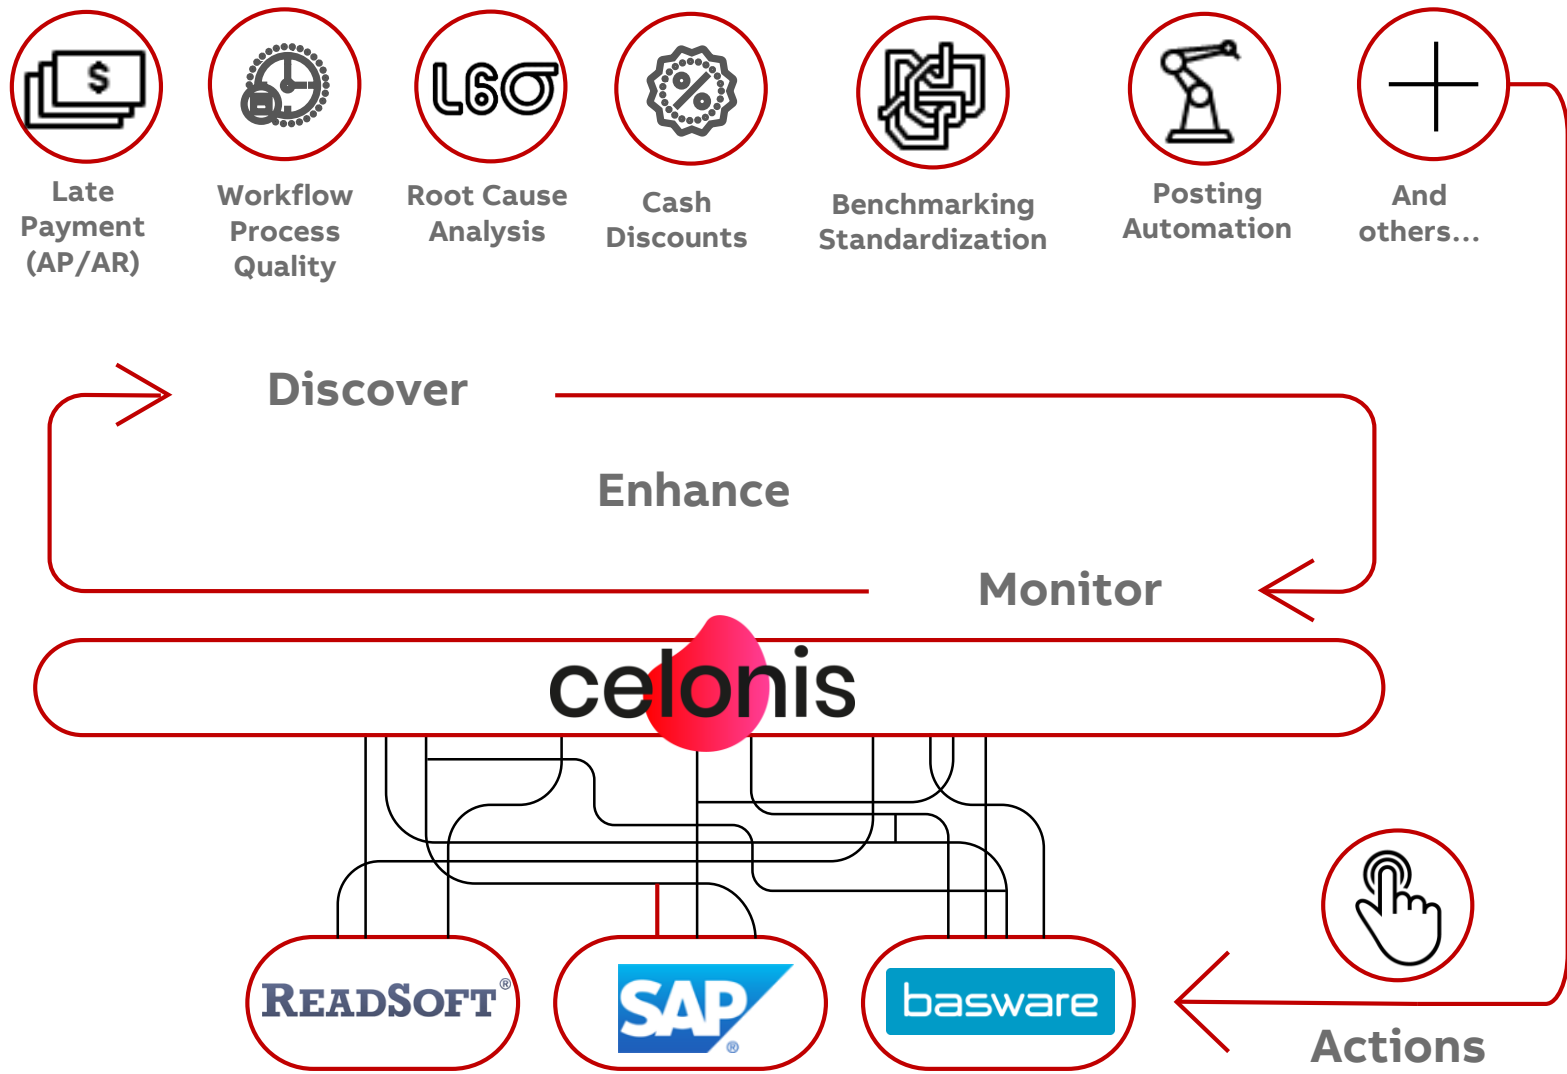 $
L6σ
%
Late
Payment
(AP/AR)
Workflow
Process
Quality
Root Cause
Analysis
Cash
Discounts
Benchmarking
Standardization
Posting
Automation
And
others...
Discover
Enhance
Monitor
celonis
READSOFT®
SAP®
basware
Actions